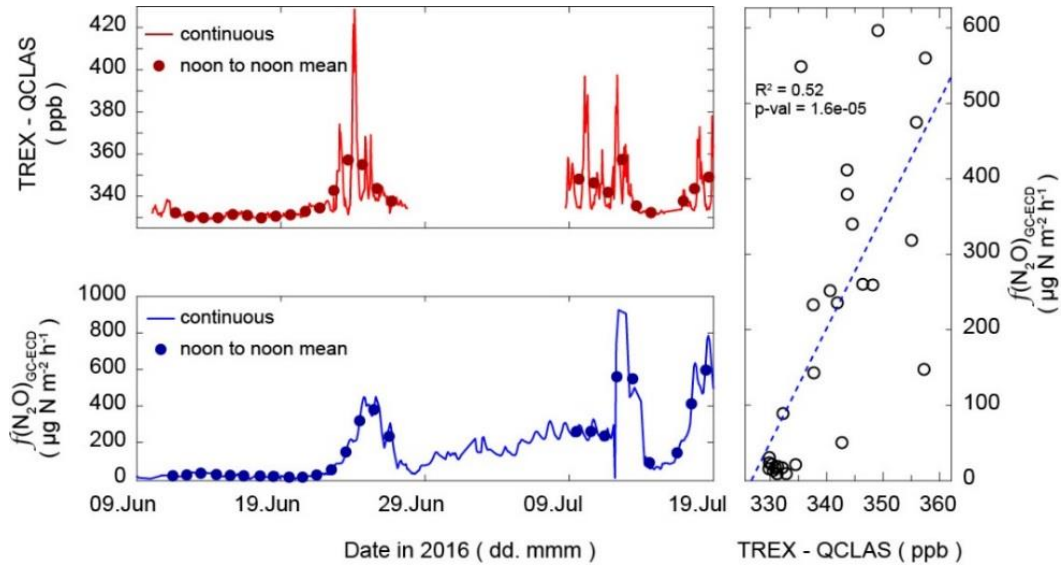 TREX - QCLAS
( ppb )
420
400
380
360
340
continuous
noon to noon mean
f(N₂O)GC-ECD
( µg N m⁻² h⁻¹ )
1000
800
600
400
200
0
continuous
noon to noon mean
09.Jun
19.Jun
29.Jun
09.Jul
19.Jul
Date in 2016 ( dd. mmm )
R² = 0.52
p-val = 1.6e-05
600
500
400
300
200
100
0
f(N₂O)GC-ECD
( µg N m⁻² h⁻¹ )
330
340
350
360
TREX - QCLAS ( ppb )